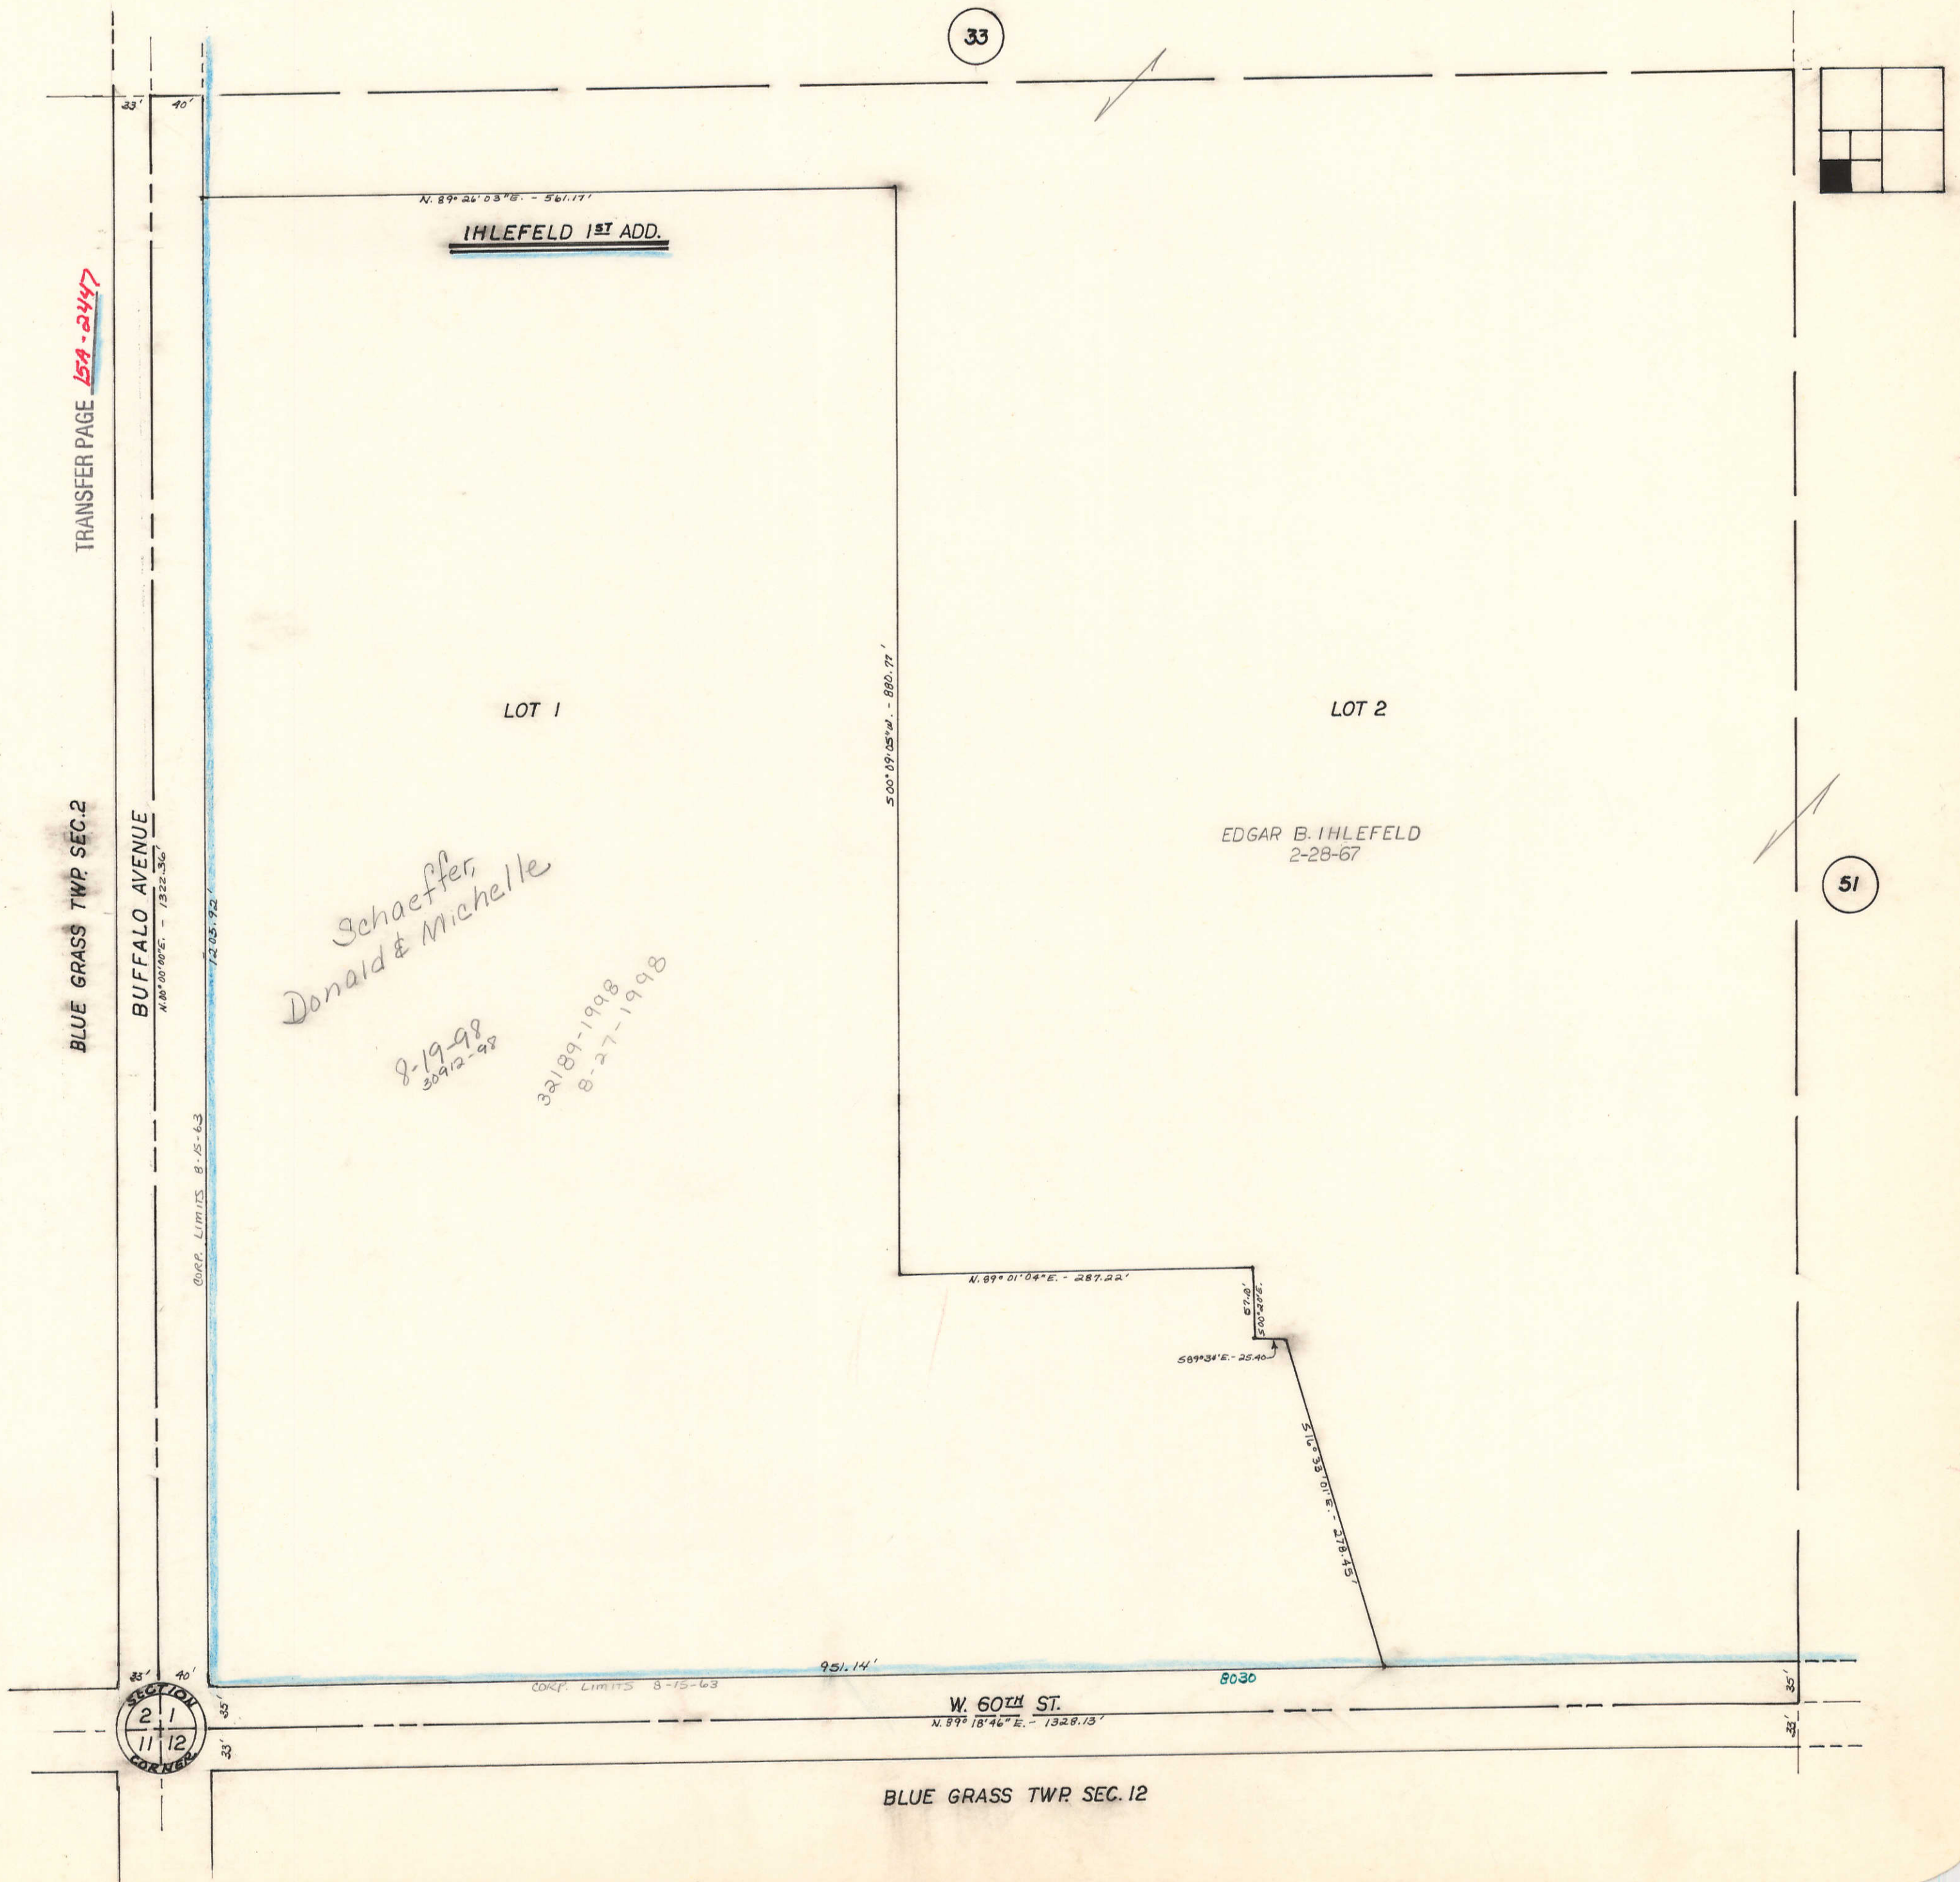 33
33' 40'
N. 89° 26' 03" E. - 561.17'
IHLEFELD 1ST ADD.
TRANSFER PAGE 15A-2447
S 00° 09' 05" W. - 880.77'
LOT 1
LOT 2
EDGAR B. IHLEFELD
2-28-67
51
BLUE GRASS TWP. SEC. 2
BUFFALO AVENUE
N. 00° 00' 00" E. - 1322.36'
1205.92'
Schaeffer,
Donald & Michelle
8-19-98
30912-98
32189-1998
8-27-1998
CORP. LIMITS 8-15-63
N. 89° 01' 04" E. - 287.22'
57.10'
S00° 20' E.
S 89° 34' E. - 25.40
S 16° 33' 01" E. - 278.45'
951.14'
8030
CORP. LIMITS 8-15-63
33' 40'
35'
35'
SECTION
2 1
11 12
CORNER
W. 60TH ST.
N. 89° 18' 46" E. - 1328.13'
33'
33'
BLUE GRASS TWP. SEC. 12